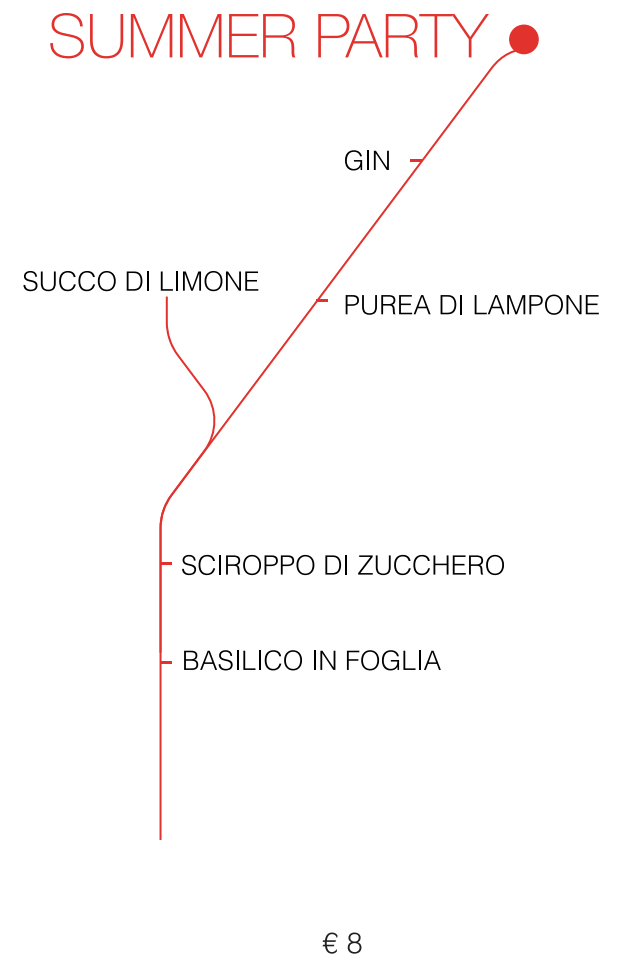 SUMMER PARTY
GIN
SUCCO DI LIMONE
PUREA DI LAMPONE
SCIROPPO DI ZUCCHERO
BASILICO IN FOGLIA
€ 8